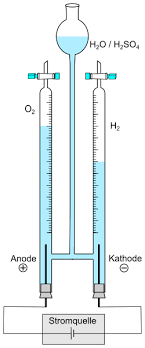 H₂O / H₂SO₄
O₂
H₂
Anode
Kathode
⊕
⊖
Stromquelle